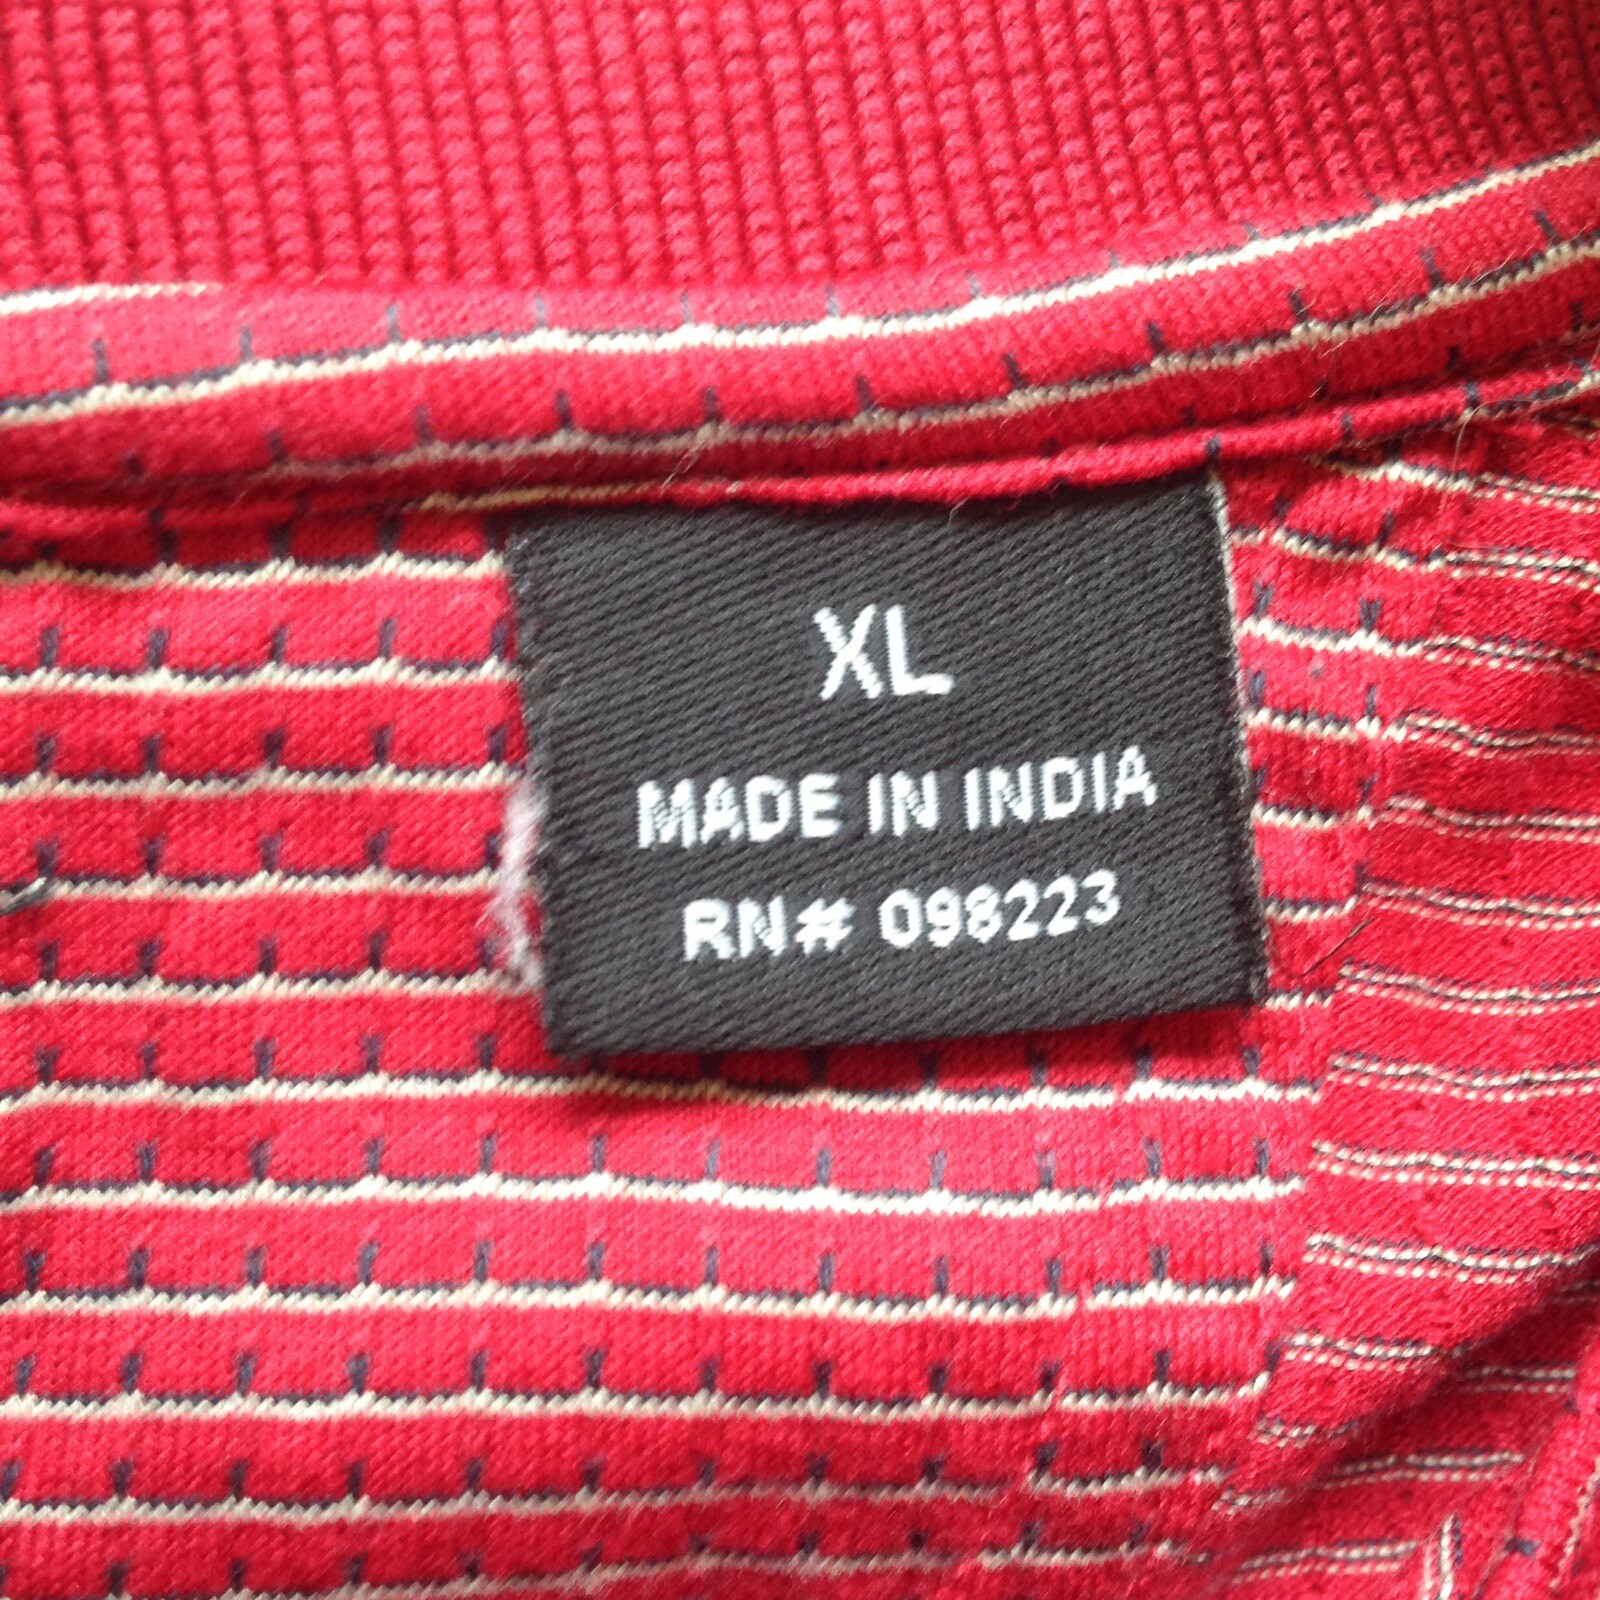 XL
MADE IN INDIA
RN# 098223